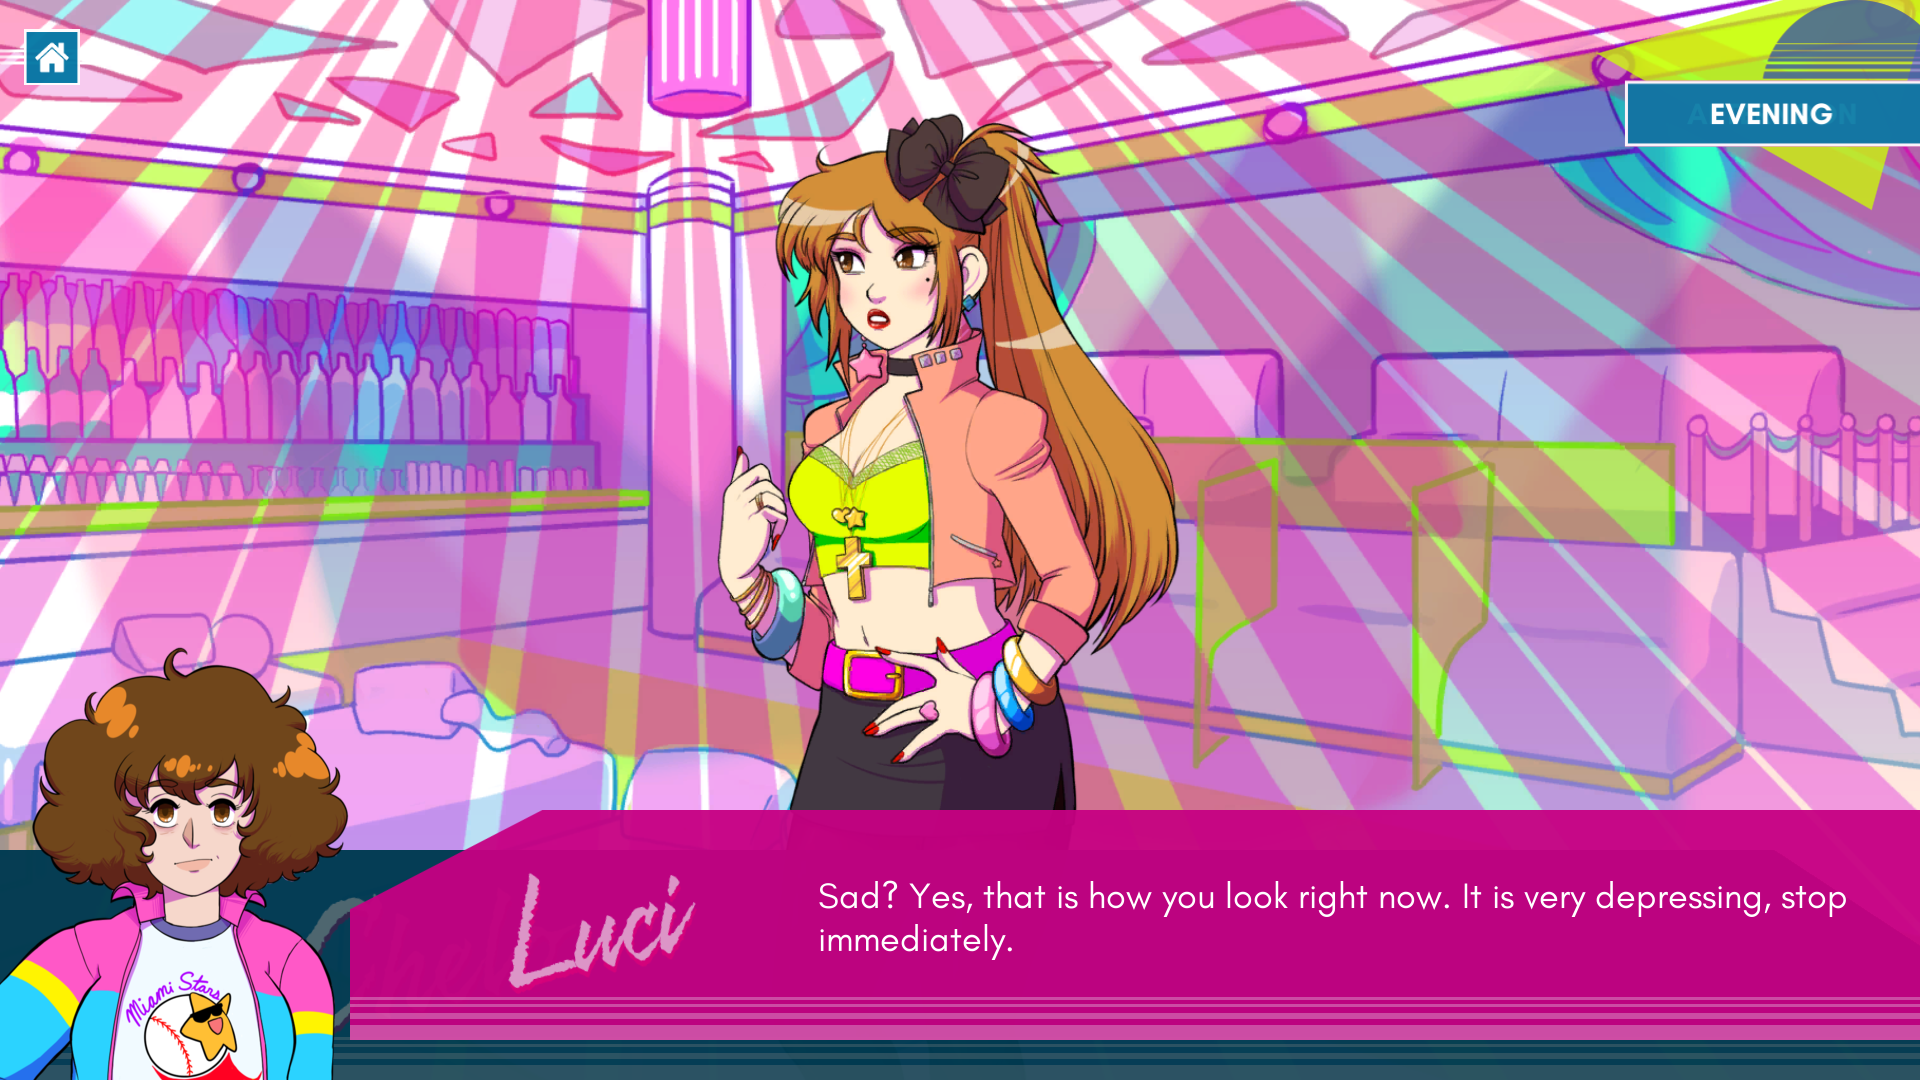 EVENING
Luci
Sad? Yes, that is how you look right now. It is very depressing, stop
immediately.
Miami Stars